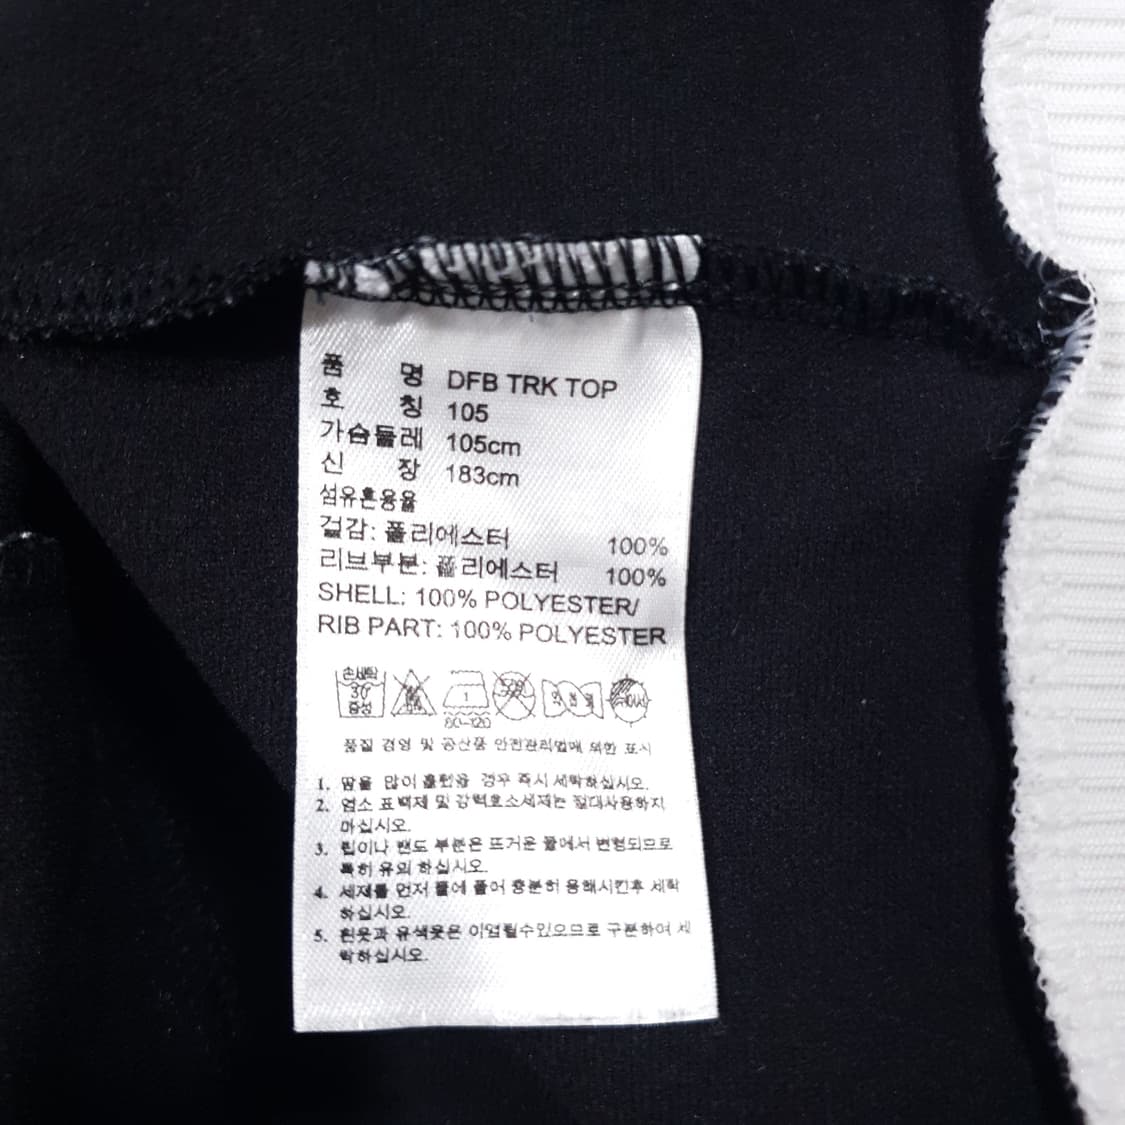 품 명 DFB TRK TOP
호 칭 105
가슴둘레 105cm
신 장 183cm
섬유혼용율
겉감: 폴리에스터 100%
리브부분: 폴리에스터 100%
SHELL: 100% POLYESTER/
RIB PART: 100% POLYESTER
손세탁
30
중성
1
80~120
품질 경영 및 공산품 안전관리법에 의한 표시
1. 땀을 많이 흘렸을 경우 즉시 세탁하십시오.
2. 염소 표백제 및 강력효소세제는 절대사용하지
마십시오.
3. 립이나 밴드 부분은 뜨거운 물에서 변형되므로
특히 유의 하십시오.
4. 세제를 먼저 물에 풀어 충분히 용해시킨후 세탁
하십시오.
5. 흰옷과 유색옷은 이염될수있으므로 구분하여 세
탁하십시오.